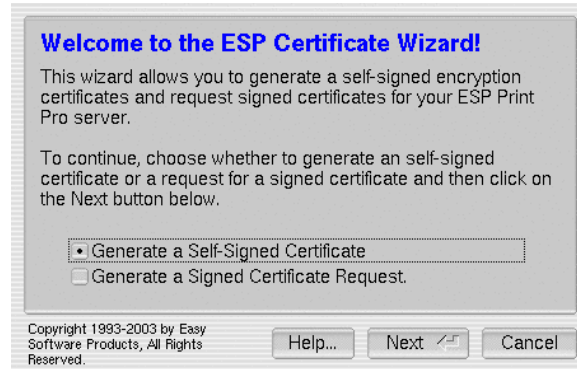 Welcome to the ESP Certificate Wizard!
This wizard allows you to generate a self-signed encryption
certificates and request signed certificates for your ESP Print
Pro server.
To continue, choose whether to generate an self-signed
certificate or a request for a signed certificate and then click on
the Next button below.
Generate a Self-Signed Certificate
Generate a Signed Certificate Request.
Copyright 1993-2003 by Easy
Software Products, All Rights
Reserved.
Help... Next Cancel